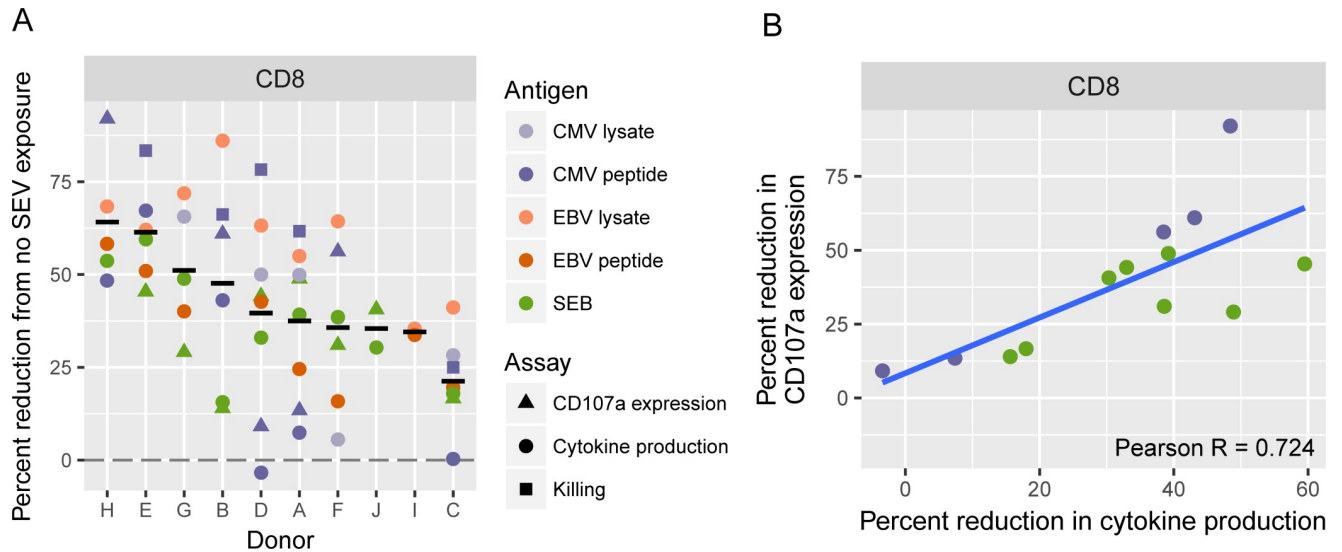 A
CD8
Percent reduction from no SEV exposure
75
50
25
0
H E G B D A F J I C
Donor
Antigen
CMV lysate
CMV peptide
EBV lysate
EBV peptide
SEB
Assay
CD107a expression
Cytokine production
Killing
B
CD8
Percent reduction in
CD107a expression
75
50
25
0
Pearson R = 0.724
0 20 40 60
Percent reduction in cytokine production